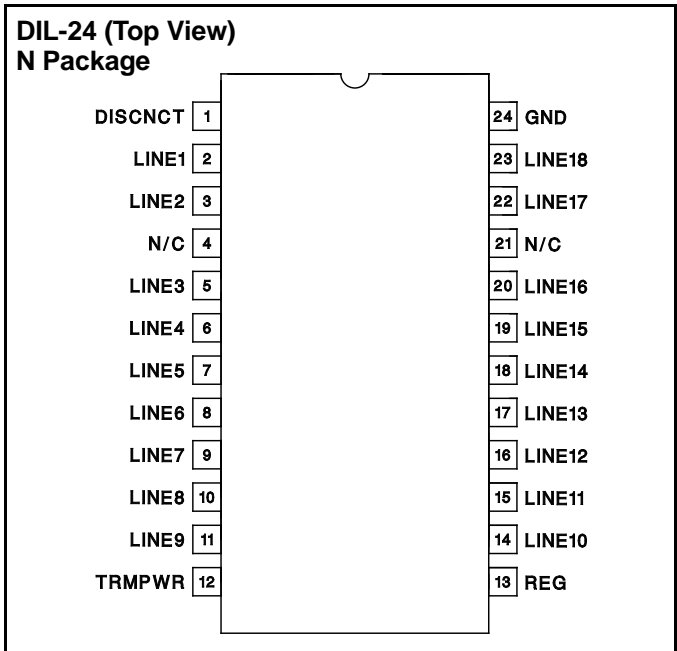 DIL-24 (Top View)
N Package
DISCNCT 1 24 GND
LINE1 2 23 LINE18
LINE2 3 22 LINE17
N/C 4 21 N/C
LINE3 5 20 LINE16
LINE4 6 19 LINE15
LINE5 7 18 LINE14
LINE6 8 17 LINE13
LINE7 9 16 LINE12
LINE8 10 15 LINE11
LINE9 11 14 LINE10
TRMPWR 12 13 REG